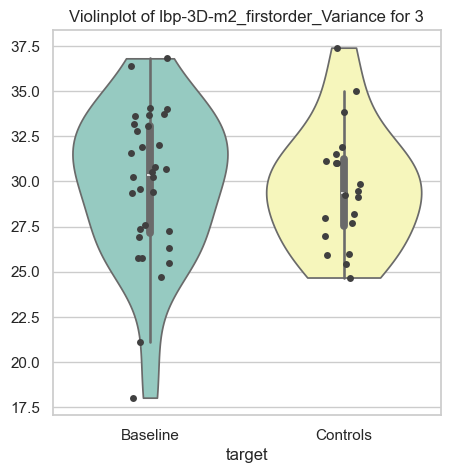 Violinplot of lbp-3D-m2_firstorder_Variance for 3
37.5
35.0
32.5
30.0
27.5
25.0
22.5
20.0
17.5
Baseline
Controls
target